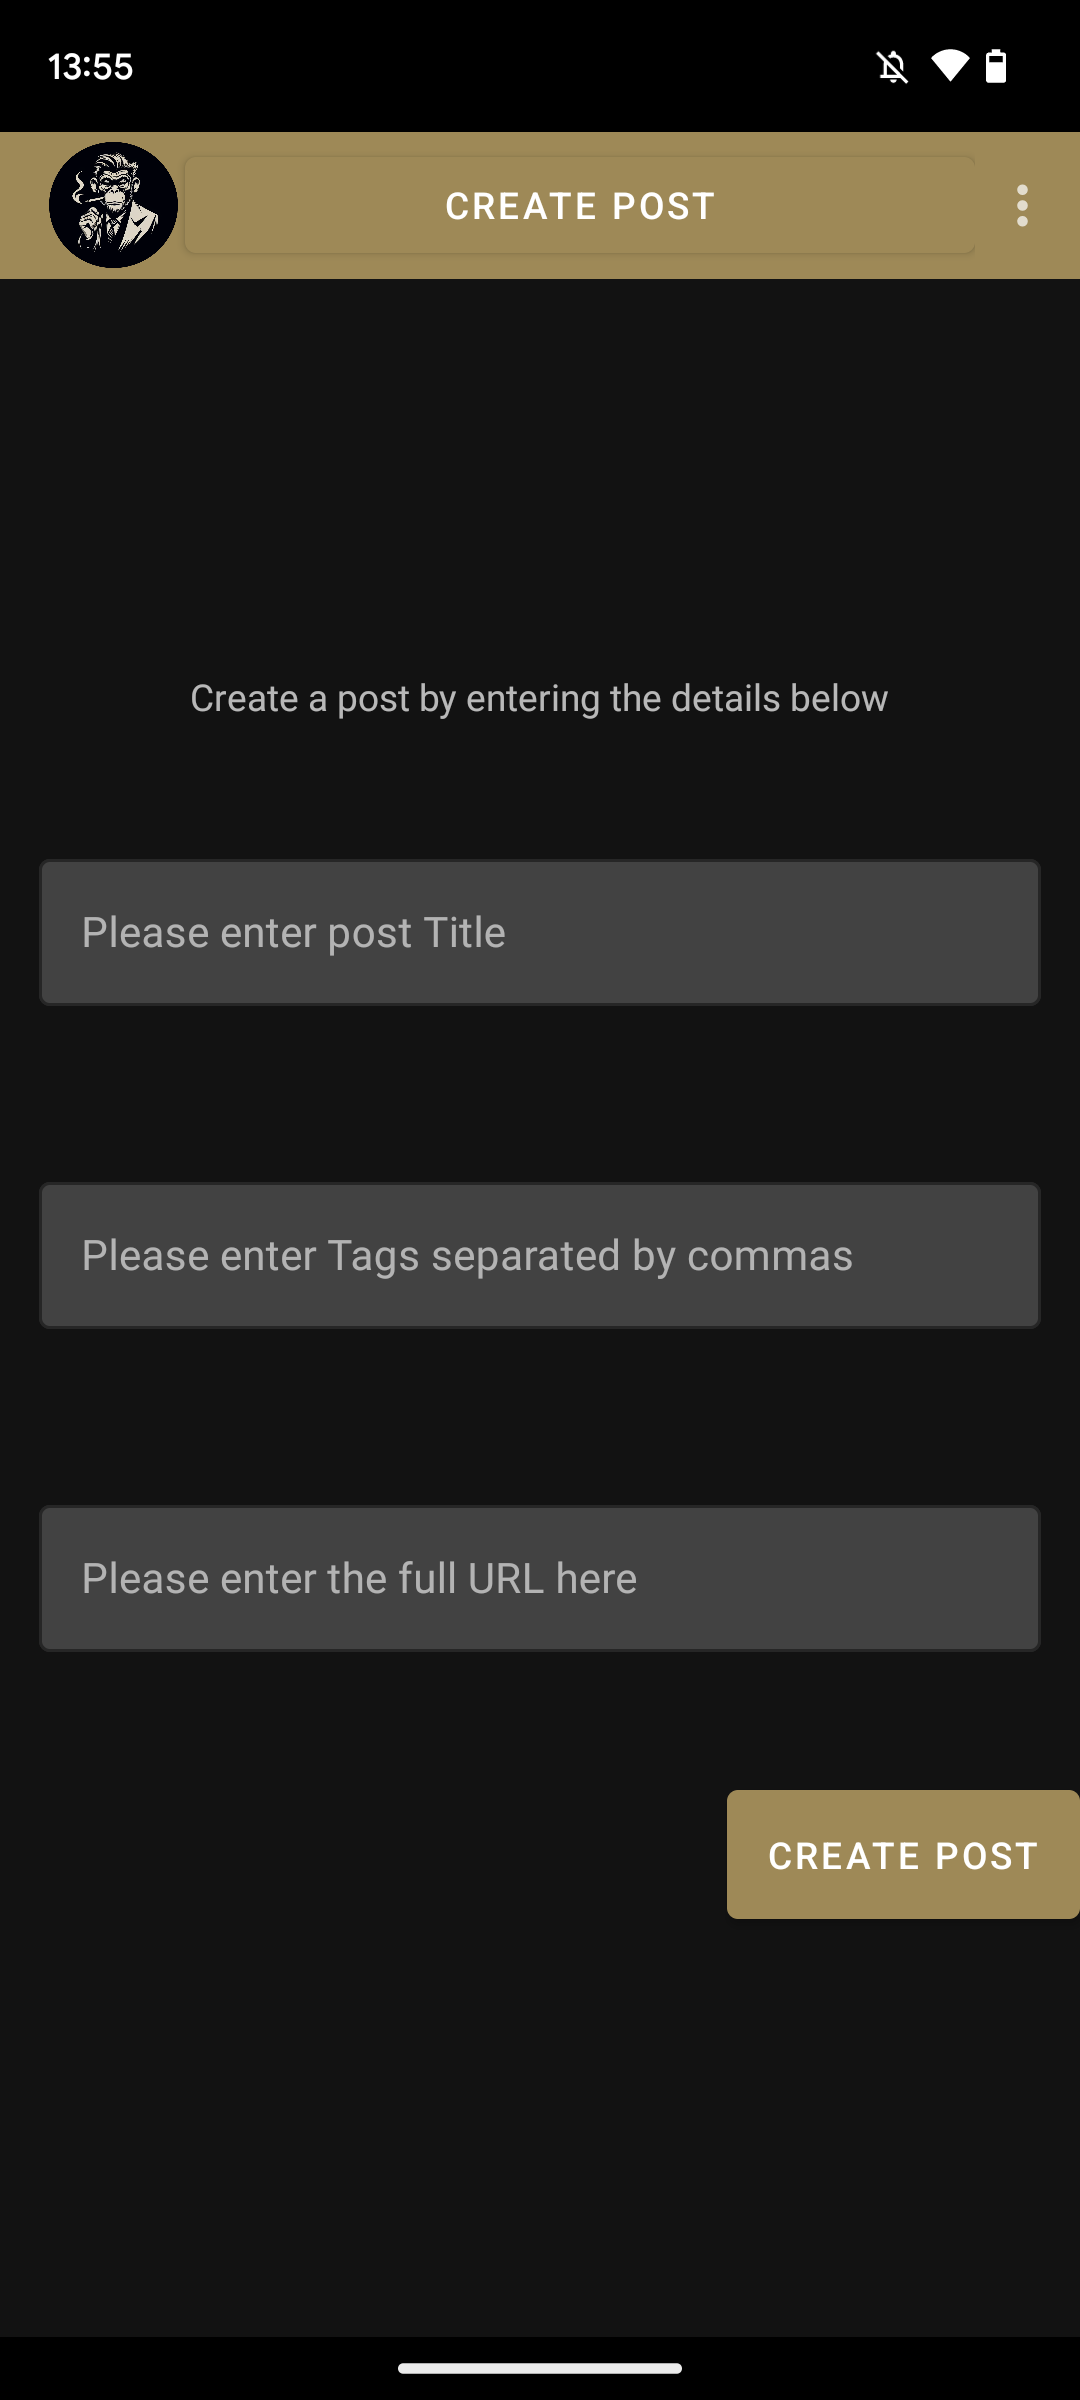 13:55
CREATE POST
Create a post by entering the details below
Please enter post Title
Please enter Tags separated by commas
Please enter the full URL here
CREATE POST